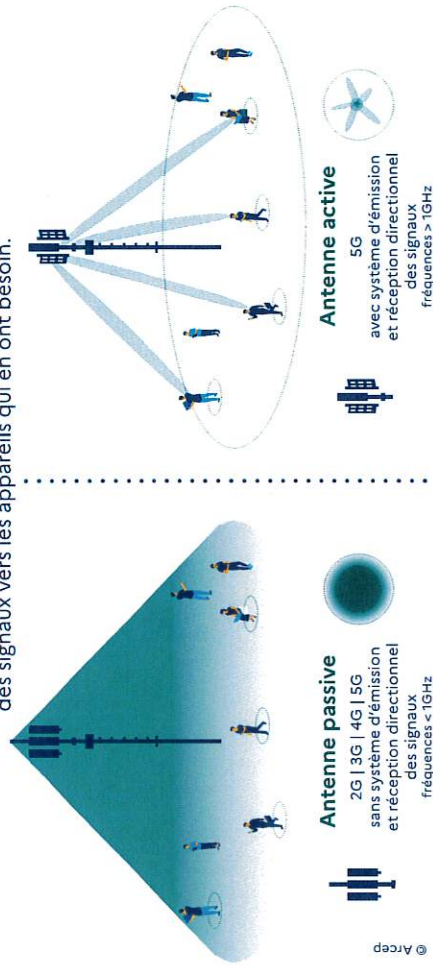 des signaux vers les appareils qui en ont besoin.
Antenne passive
2G | 3G | 4G | 5G
sans système d'émission
et réception directionnel
des signaux
fréquences < 1GHz
Antenne active
5G
avec système d'émission
et réception directionnel
des signaux
fréquences > 1GHz
© Arcep